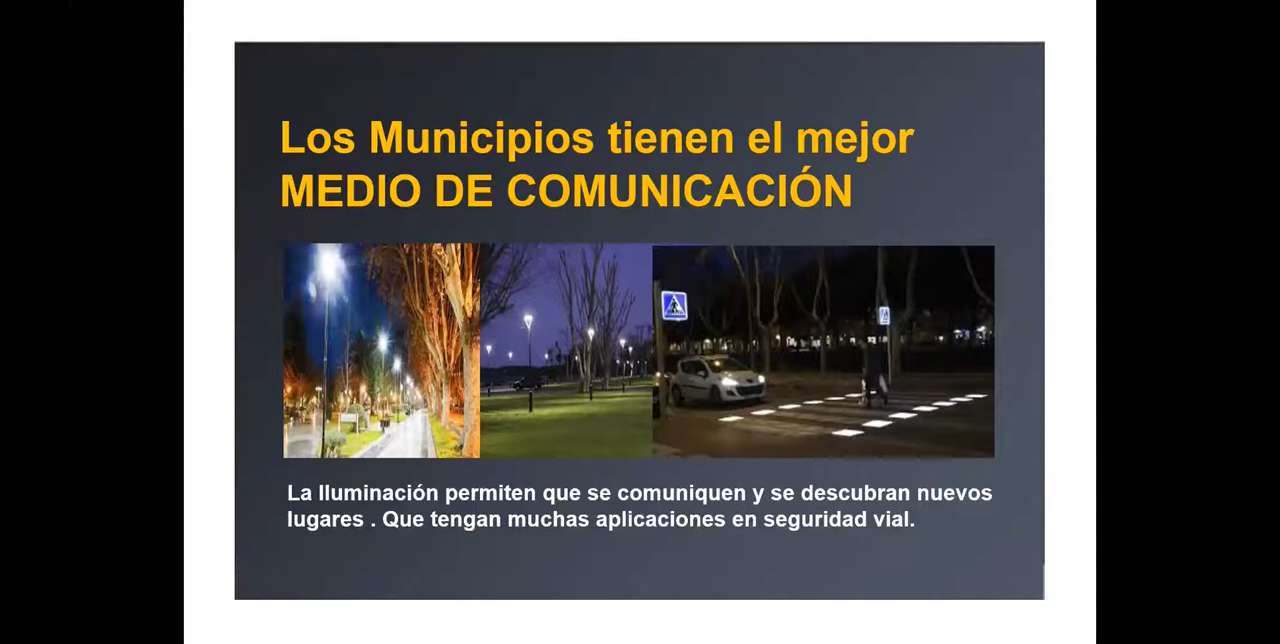 Los Municipios tienen el mejor
MEDIO DE COMUNICACIÓN
La Iluminación permiten que se comuniquen y se descubran nuevos
lugares . Que tengan muchas aplicaciones en seguridad vial.